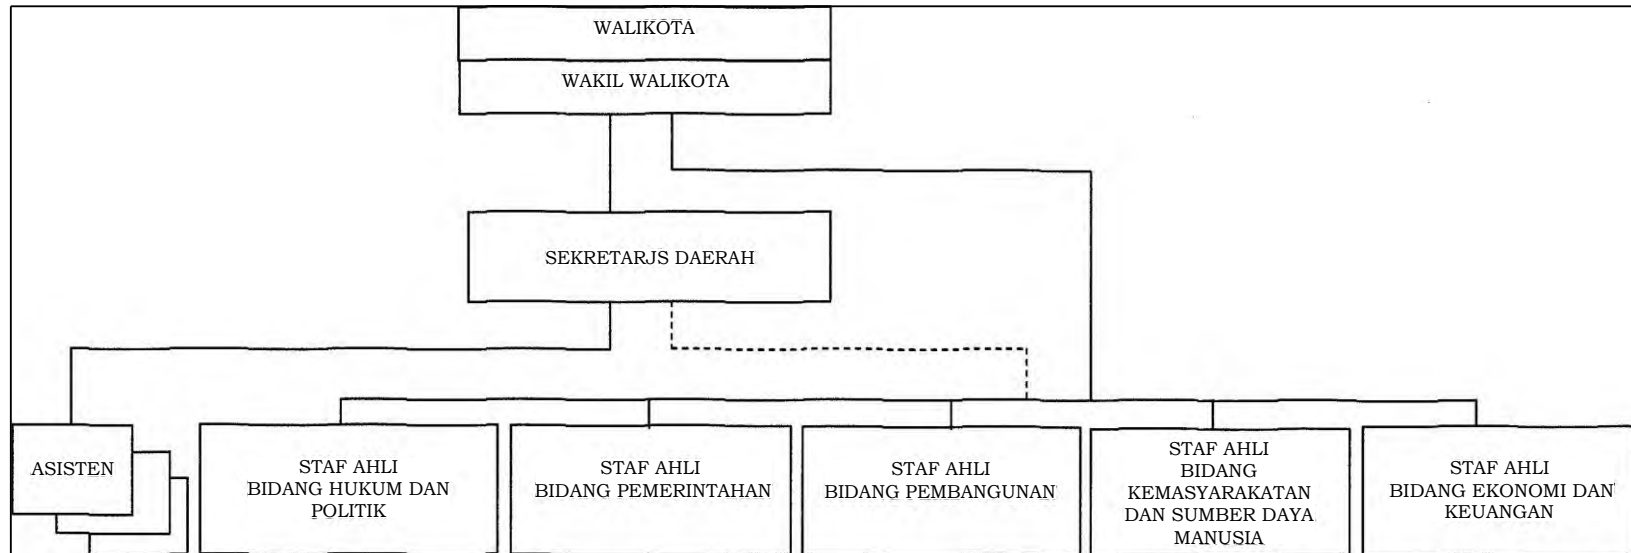 WALIKOTA
WAKIL WALIKOTA
SEKRETARJS DAERAH
ASISTEN
STAF AHLI
BIDANG HUKUM DAN
POLITIK
STAF AHLI
BIDANG PEMERINTAHAN
STAF AHLI
BIDANG PEMBANGUNAN
STAF AHLI
BIDANG
KEMASYARAKATAN
DAN SUMBER DAYA
MANUSIA
STAF AHLI
BIDANG EKONOMI DAN
KEUANGAN